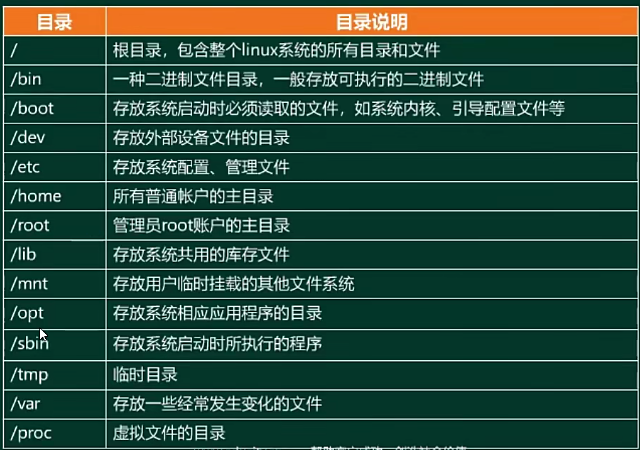 目录 目录说明
/ 根目录，包含整个linux系统的所有目录和文件
/bin 一种二进制文件目录，一般存放可执行的二进制文件
/boot 存放系统启动时必须读取的文件，如系统内核、引导配置文件等
/dev 存放外部设备文件的目录
/etc 存放系统配置、管理文件
/home 所有普通帐户的主目录
/root 管理员root账户的主目录
/lib 存放系统共用的库存文件
/mnt 存放用户临时挂载的其他文件系统
/opt 存放系统相应应用程序的目录
/sbin 存放系统启动时所执行的程序
/tmp 临时目录
/var 存放一些经常发生变化的文件
/proc 虚拟文件的目录